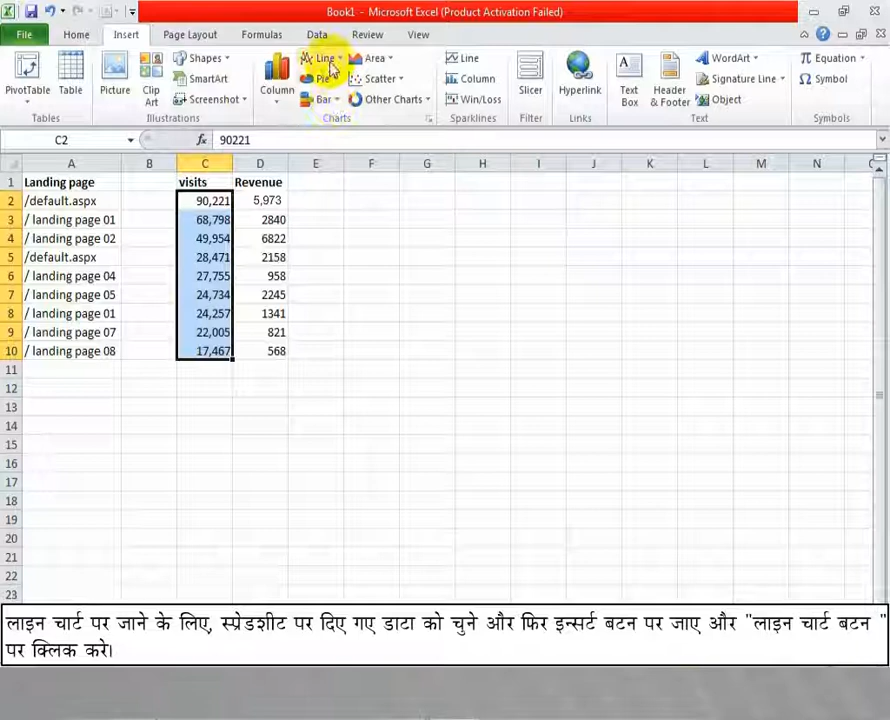 Book1 - Microsoft Excel (Product Activation Failed)
File Home Insert Page Layout Formulas Data Review View
PivotTable Table Picture Clip Art Shapes SmartArt Screenshot Column Line Pie Bar Area Scatter Other Charts Line Column Win/Loss Slicer Hyperlink Text Box Header & Footer WordArt Signature Line Object Equation Symbol
Tables Illustrations Charts Sparklines Filter Links Text Symbols
C2 fx 90221
A B C D E F G H I J K L M N
1 Landing page visits Revenue
2 /default.aspx 90,221 5,973
3 / landing page 01 68,798 2840
4 / landing page 02 49,954 6822
5 /default.aspx 28,471 2158
6 / landing page 04 27,755 958
7 / landing page 05 24,734 2245
8 / landing page 01 24,257 1341
9 / landing page 07 22,005 821
10 / landing page 08 17,467 568
11
12
13
14
15
16
17
18
19
20
21
22
23
लाइन चार्ट पर जाने के लिए, स्प्रेडशीट पर दिए गए डाटा को चुने और फिर इन्सर्ट बटन पर जाए और "लाइन चार्ट बटन "
पर क्लिक करे।